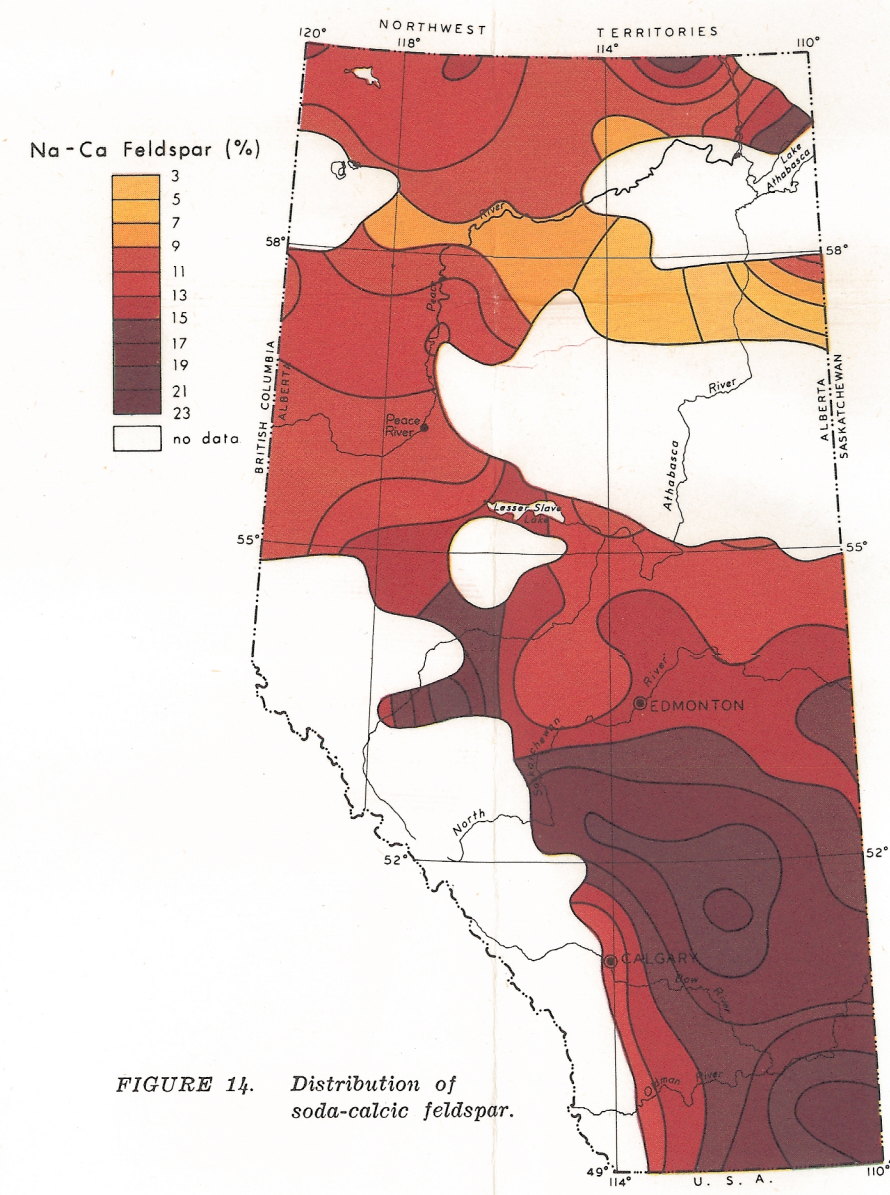 NORTHWEST TERRITORIES
120°
118°
114°
110°
Na-Ca Feldspar (%)
3
5
7
9
11
13
15
17
19
21
23
no data
Lake
Athabasca
River
58°
58°
Peace
BRITISH COLUMBIA
ALBERTA
River
ALBERTA
SASKATCHEWAN
Peace
River
Athabasca
Lesser Slave
Lake
55°
55°
River
EDMONTON
Saskatchewan
North
52°
52°
CALGARY
Bow
River
Oldman River
FIGURE 14. Distribution of
soda-calcic feldspar.
49°
114°
U. S. A.
110°